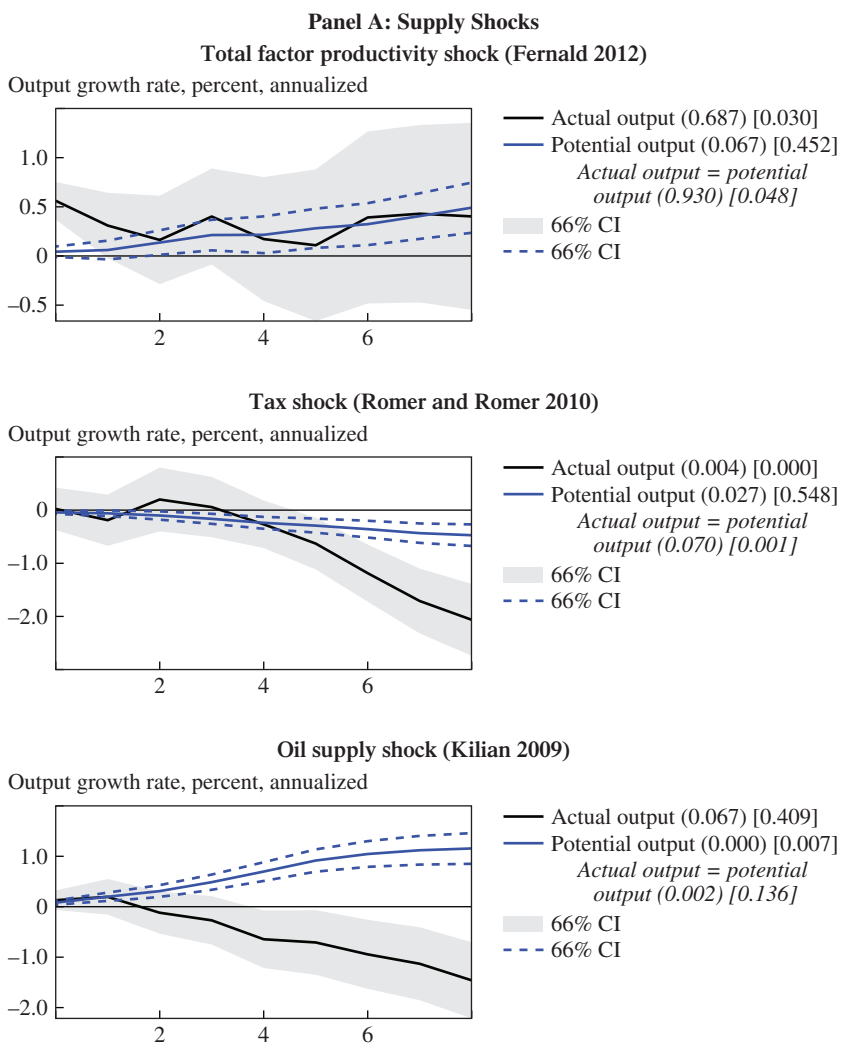 Panel A: Supply Shocks
Total factor productivity shock (Fernald 2012)
Output growth rate, percent, annualized
1.0
0.5
0
–0.5
2
4
6
Actual output (0.687) [0.030]
Potential output (0.067) [0.452]
Actual output = potential
output (0.930) [0.048]
66% CI
66% CI
Tax shock (Romer and Romer 2010)
Output growth rate, percent, annualized
0
–1.0
–2.0
2
4
6
Actual output (0.004) [0.000]
Potential output (0.027) [0.548]
Actual output = potential
output (0.070) [0.001]
66% CI
66% CI
Oil supply shock (Kilian 2009)
Output growth rate, percent, annualized
1.0
0
–1.0
–2.0
2
4
6
Actual output (0.067) [0.409]
Potential output (0.000) [0.007]
Actual output = potential
output (0.002) [0.136]
66% CI
66% CI